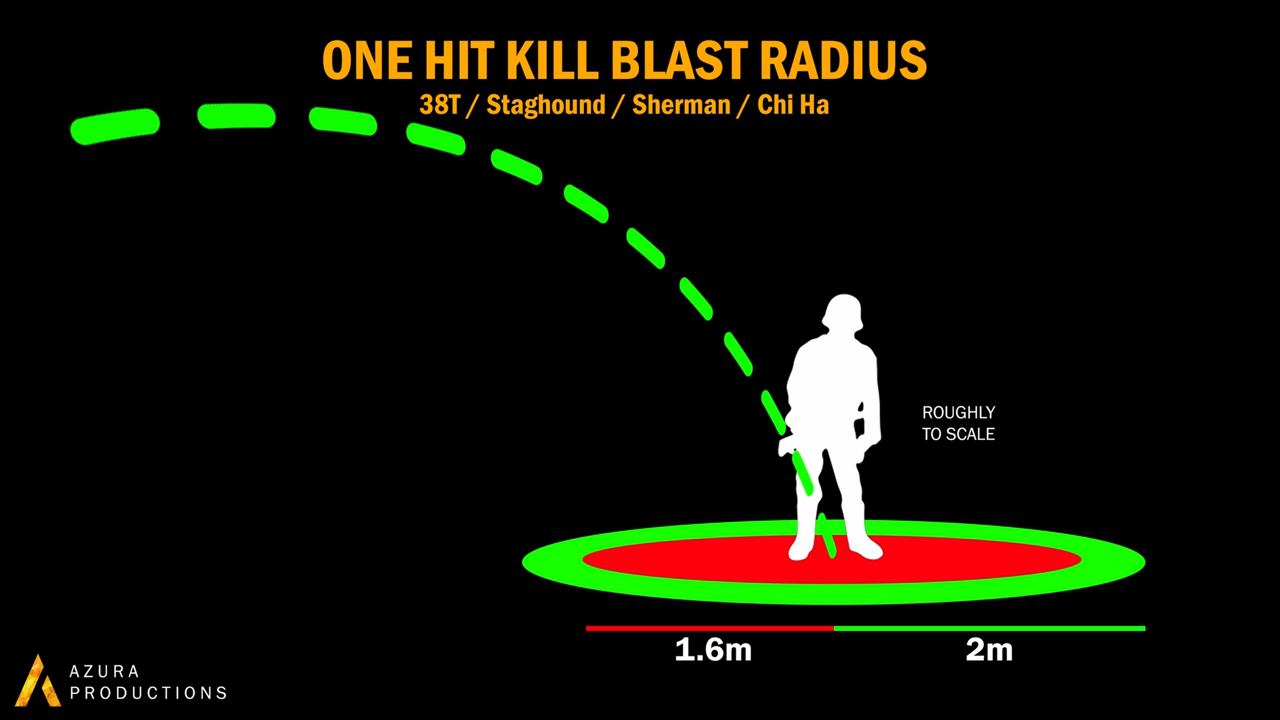 ONE HIT KILL BLAST RADIUS
38T / Staghound / Sherman / Chi Ha
ROUGHLY
TO SCALE
1.6m
2m
AZURA
PRODUCTIONS